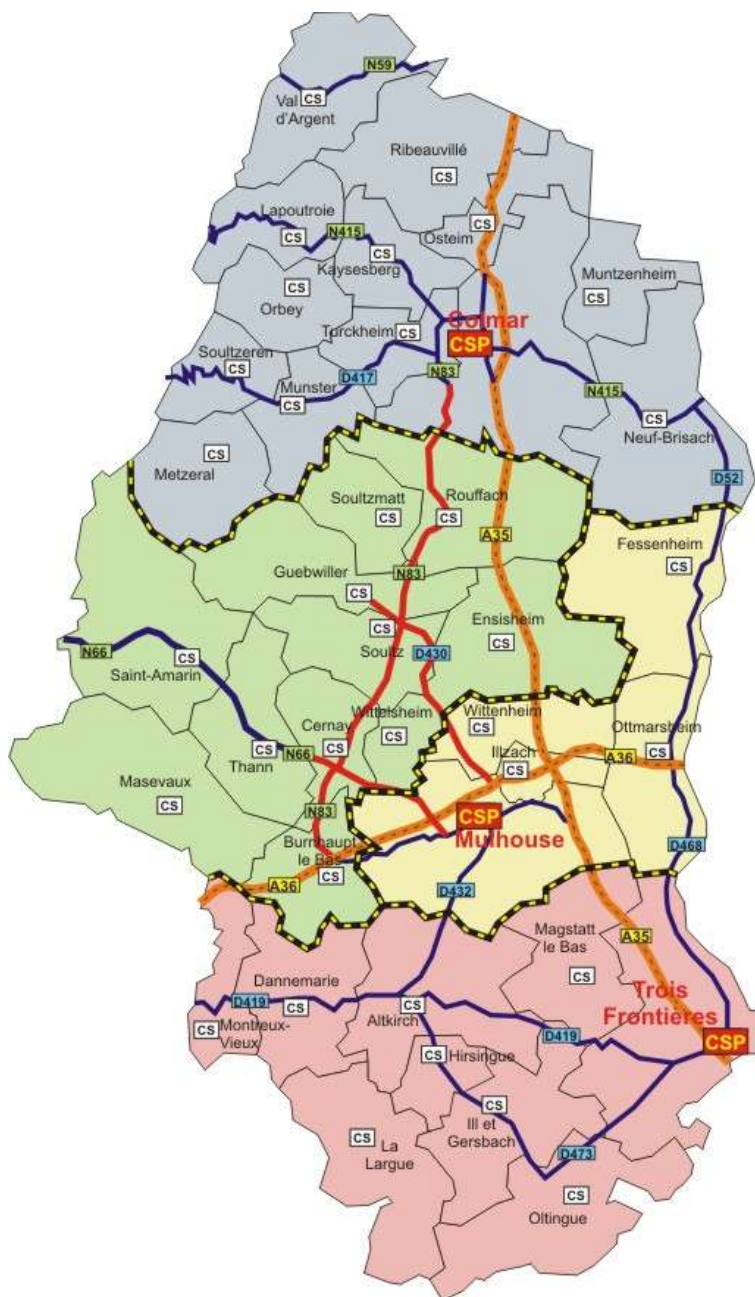 N59
CS
Val
d'Argent
Ribeauvillé
CS
Lapoutroie
CS
N415
Osteim
CS
Kaysesberg
CS
Muntzenheim
CS
Orbey
CS
Turckheim
CS
Colmar
CSP
Soultzeren
CS
Munster
CS
D417
N83
N415
CS
Neuf-Brisach
Metzeral
CS
D52
Soultzmatt
CS
Rouffach
CS
A35
Fessenheim
CS
Guebwiller
CS
N83
Soultz
CS
Ensisheim
CS
D430
N66
Saint-Amarin
CS
Cernay
CS
Wittelsheim
CS
Wittenheim
CS
Ottmarsheim
CS
Illzach
CS
A36
Thann
CS
N66
Masevaux
CS
N83
CSP
Mulhouse
Burnhaupt
le Bas
CS
A36
D432
D468
A35
Magstatt
le Bas
CS
Trois
Frontières
CSP
Dannemarie
CS
D419
CS
Montreux-
Vieux
Altkirch
CS
D419
CS
Hirsingue
CS
Ill et
Gersbach
CS
La
Largue
D473
CS
Oltingue